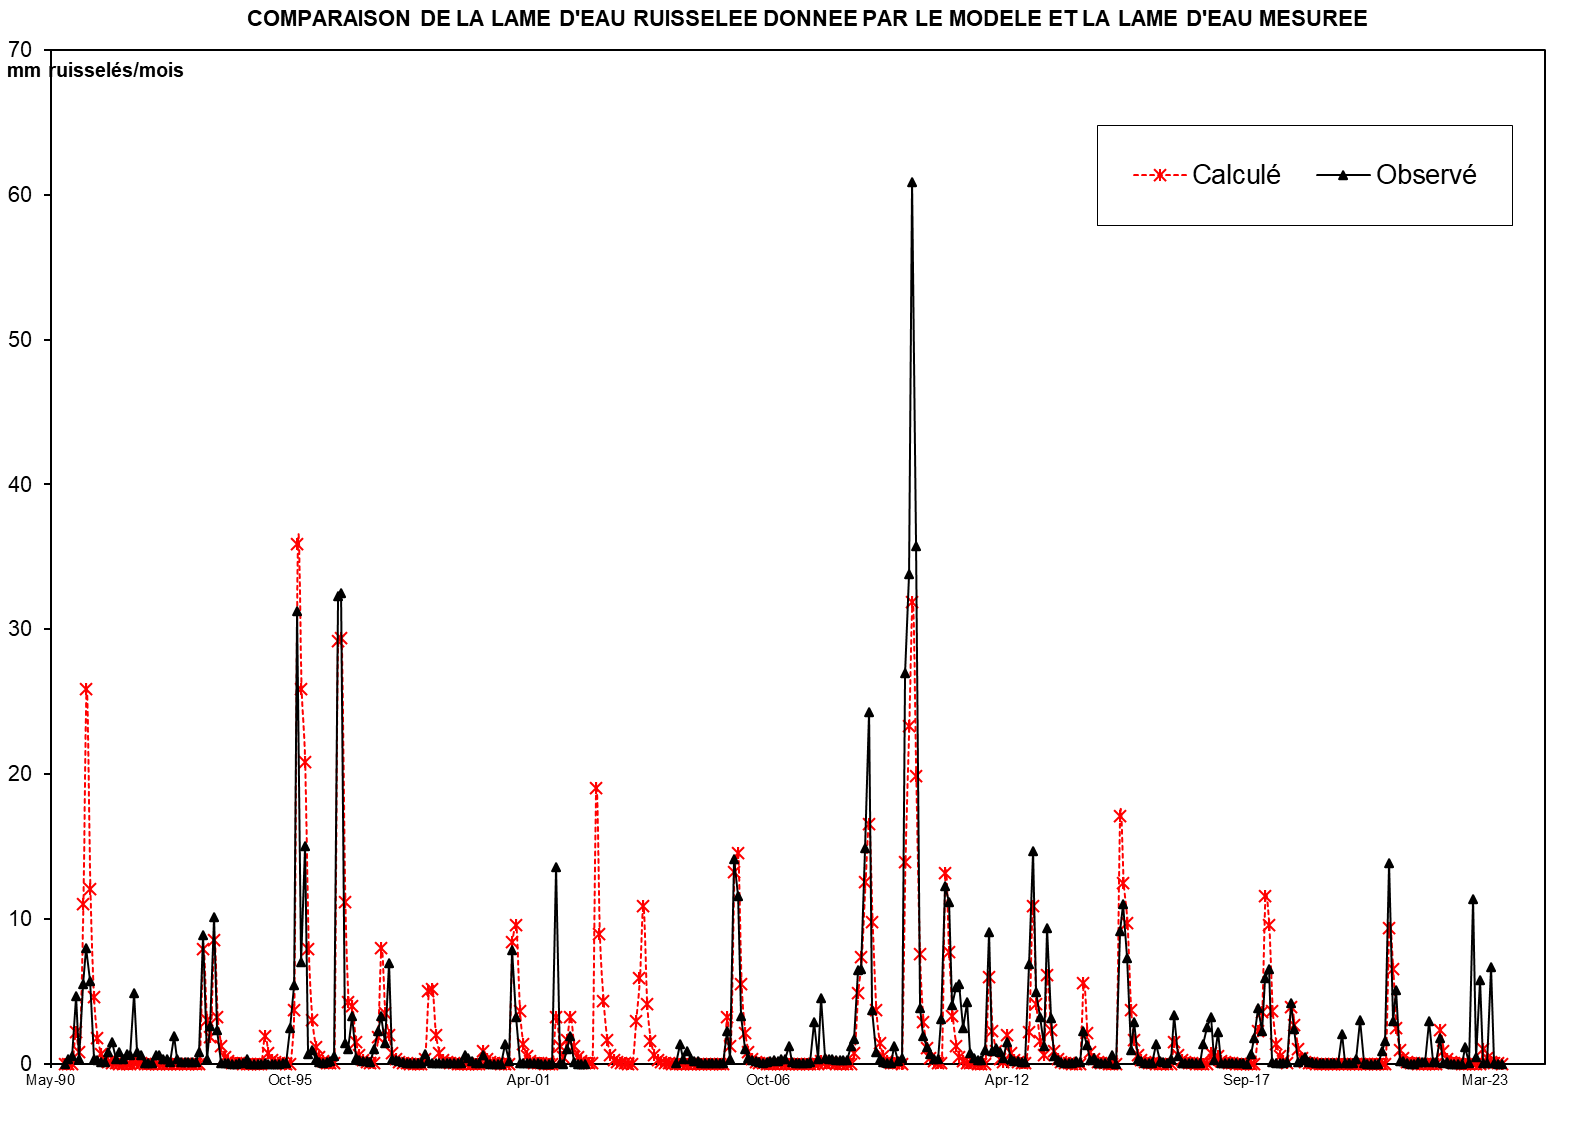 COMPARAISON DE LA LAME D'EAU RUISSELEE DONNEE PAR LE MODELE ET LA LAME D'EAU MESUREE
70
mm ruisselés/mois
Calculé Observé
60
50
40
30
20
10
0
May-90 Oct-95 Apr-01 Oct-06 Apr-12 Sep-17 Mar-23